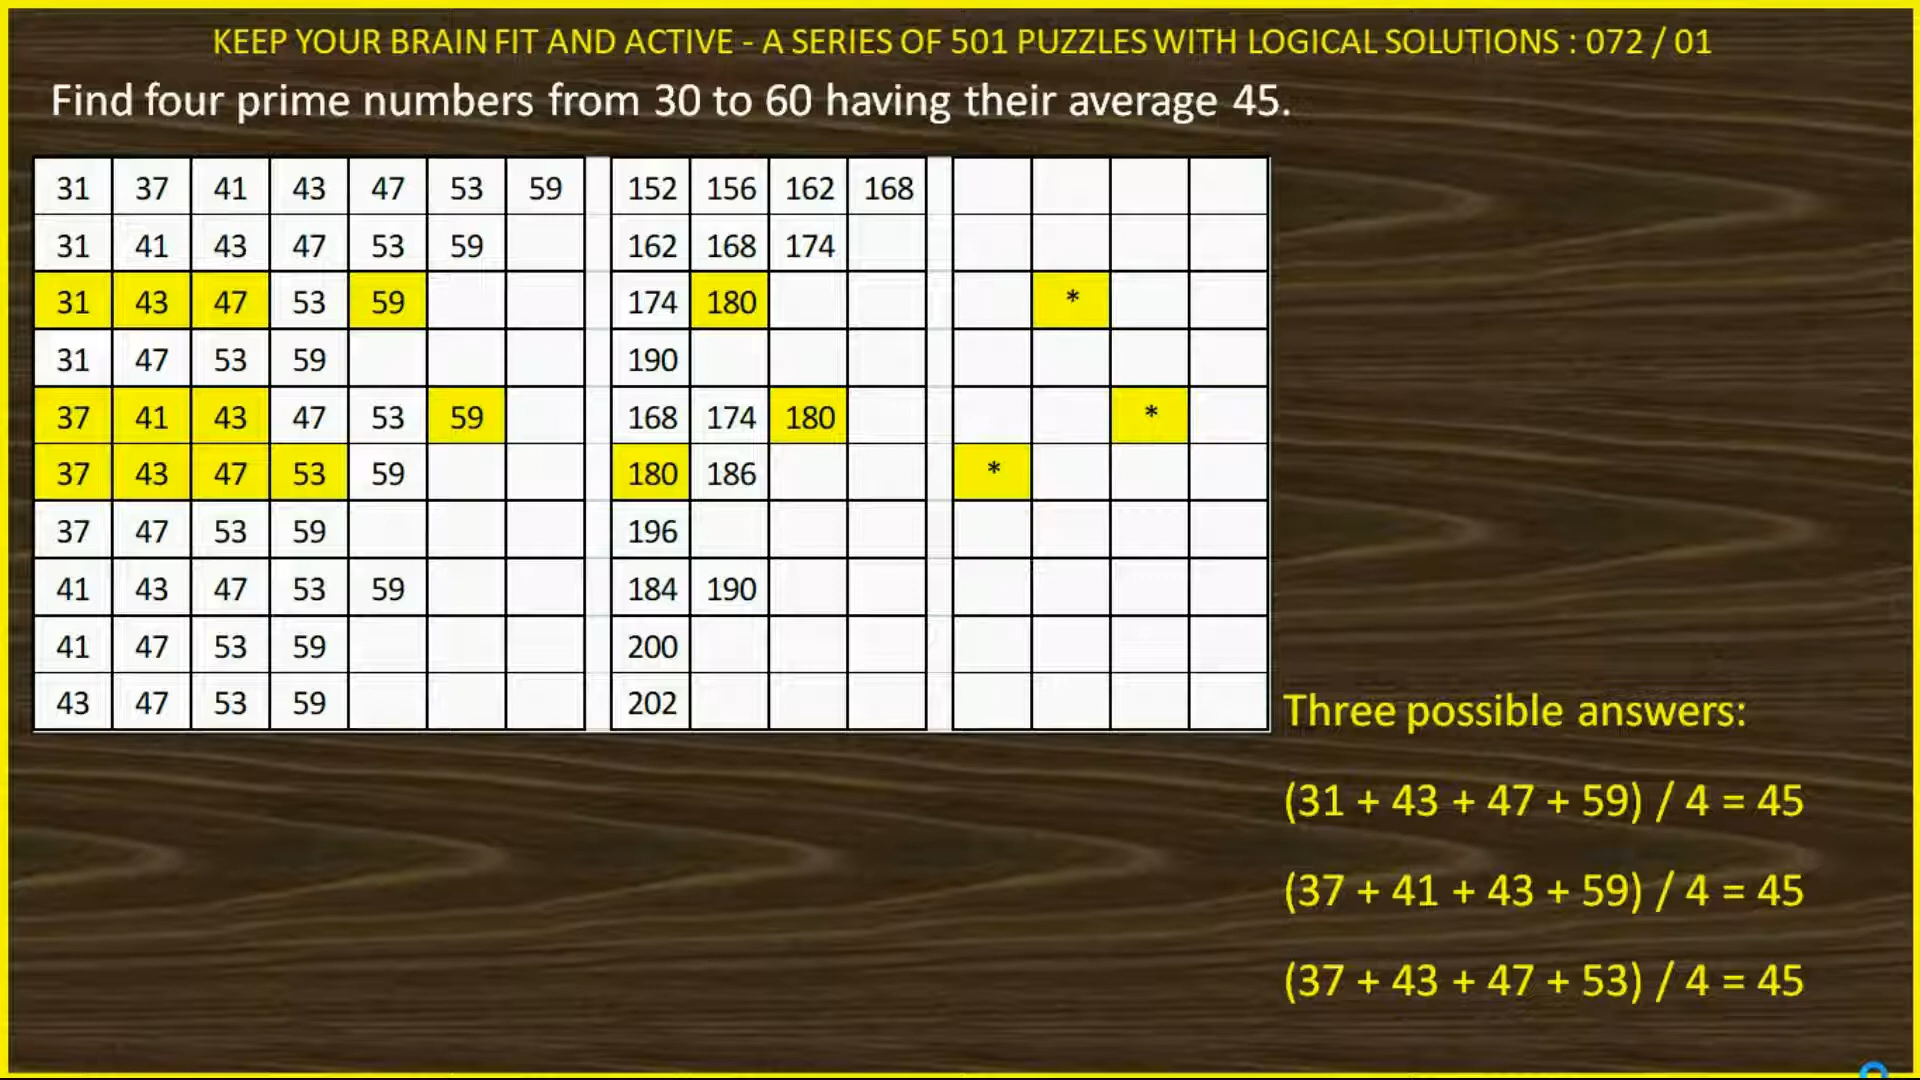 KEEP YOUR BRAIN FIT AND ACTIVE - A SERIES OF 501 PUZZLES WITH LOGICAL SOLUTIONS : 072 / 01
Find four prime numbers from 30 to 60 having their average 45.
31 37 41 43 47 53 59 152 156 162 168
31 41 43 47 53 59 162 168 174
31 43 47 53 59 174 180 *
31 47 53 59 190
37 41 43 47 53 59 168 174 180 *
37 43 47 53 59 180 186 *
37 47 53 59 196
41 43 47 53 59 184 190
41 47 53 59 200
43 47 53 59 202
Three possible answers:
(31 + 43 + 47 + 59) / 4 = 45
(37 + 41 + 43 + 59) / 4 = 45
(37 + 43 + 47 + 53) / 4 = 45